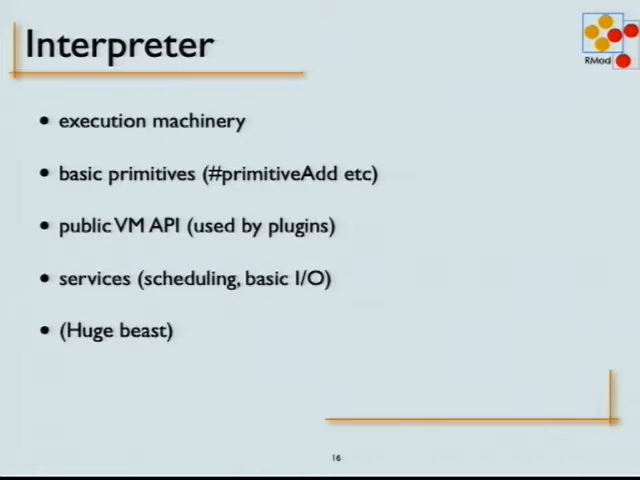 Interpreter
RMod
• execution machinery
• basic primitives (#primitiveAdd etc)
• public VM API (used by plugins)
• services (scheduling, basic I/O)
• (Huge beast)
16